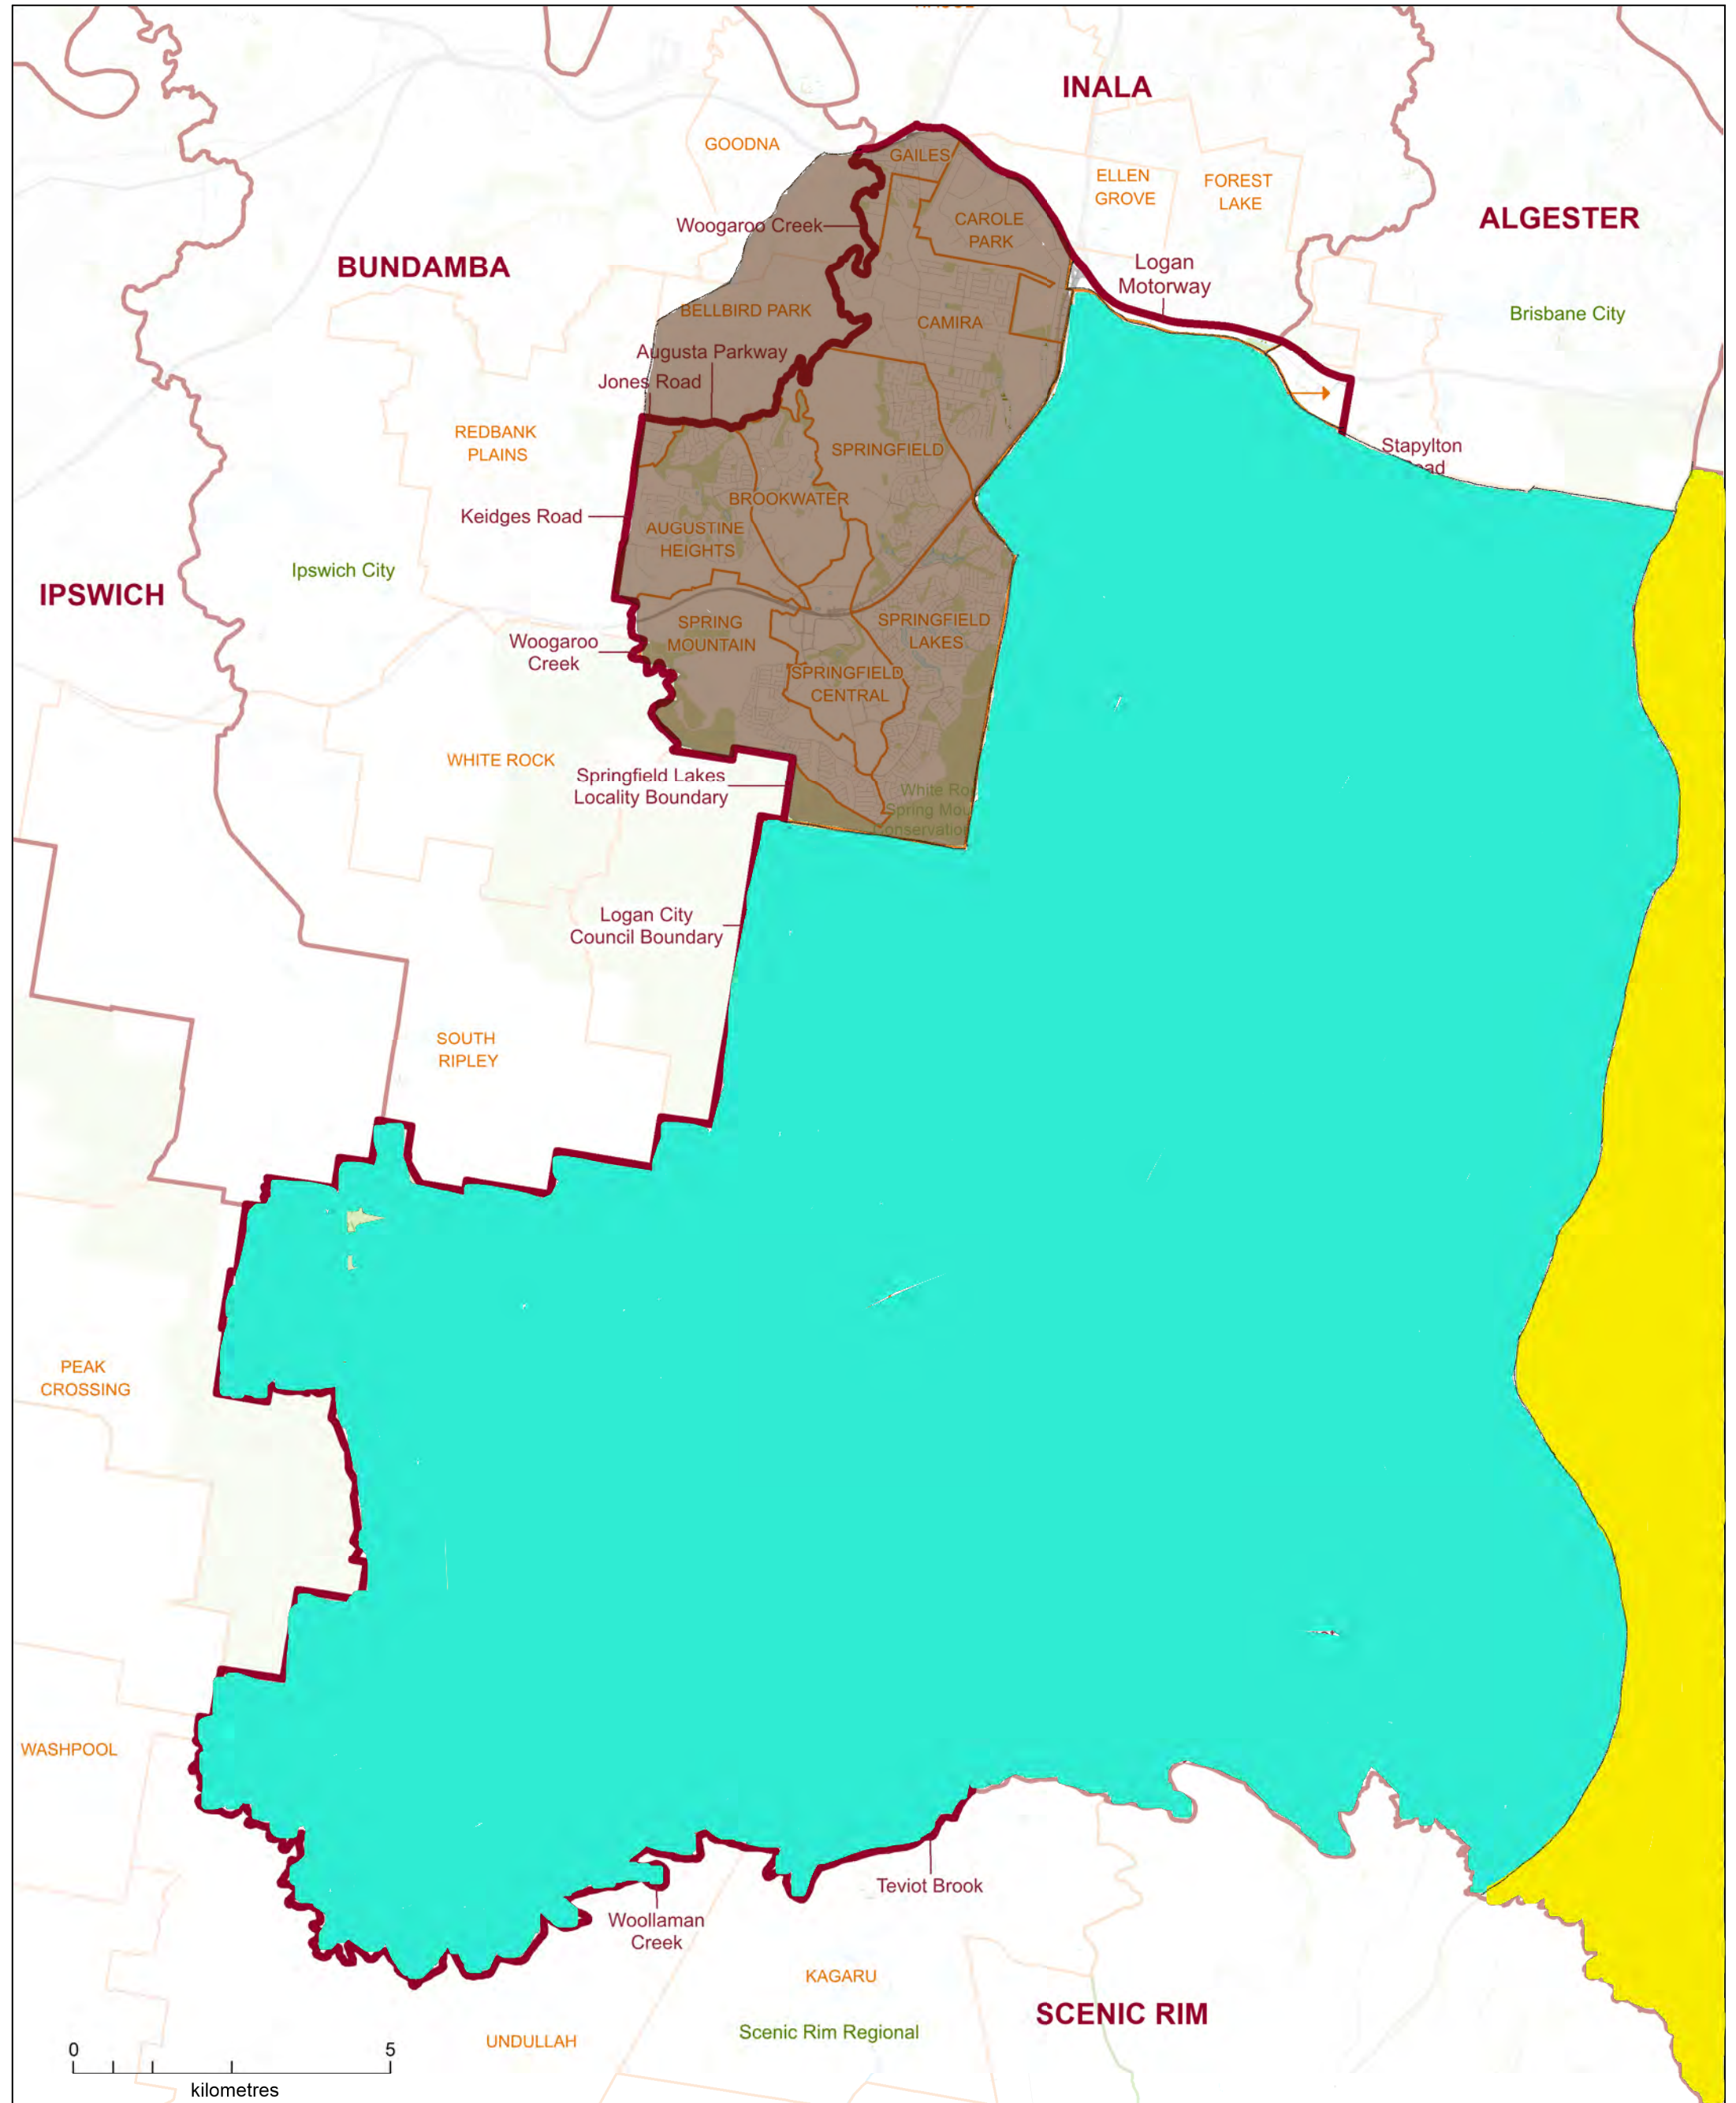 INALA
GOODNA
GAILES
ELLEN
GROVE
FOREST
LAKE
Woogaroo Creek
CAROLE
PARK
ALGESTER
BUNDAMBA
Logan
Motorway
BELLBIRD PARK
CAMIRA
Brisbane City
Augusta Parkway
Jones Road
REDBANK
PLAINS
SPRINGFIELD
Stapylton
BROOKWATER
Keidges Road
AUGUSTINE
HEIGHTS
Ipswich City
IPSWICH
SPRING
MOUNTAIN
SPRINGFIELD
LAKES
Woogaroo
Creek
SPRINGFIELD
CENTRAL
WHITE ROCK
Springfield Lakes
Locality Boundary
White
Spring
Conservation
Logan City
Council Boundary
SOUTH
RIPLEY
PEAK
CROSSING
WASHPOOL
Teviot Brook
Woollaman
Creek
KAGARU
SCENIC RIM
Scenic Rim Regional
UNDULLAH
0 5
kilometres